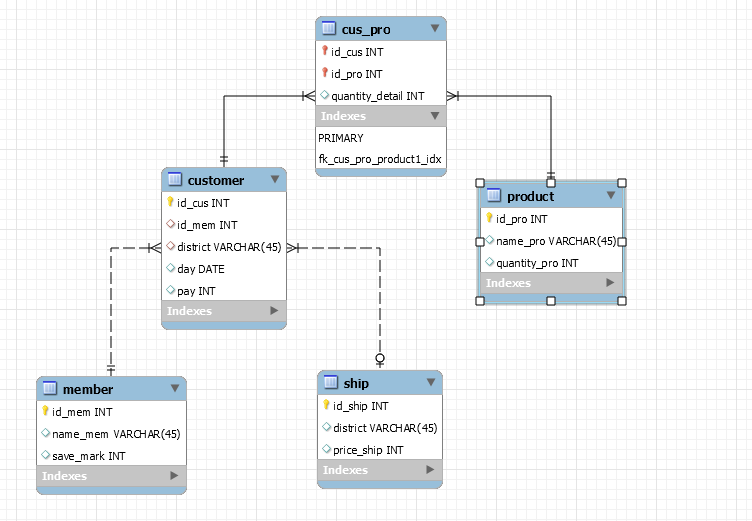 cus_pro
id_cus INT
id_pro INT
quantity_detail INT
Indexes
PRIMARY
fk_cus_pro_product1_idx
customer
id_cus INT
id_mem INT
district VARCHAR(45)
day DATE
pay INT
Indexes
product
id_pro INT
name_pro VARCHAR(45)
quantity_pro INT
Indexes
member
id_mem INT
name_mem VARCHAR(45)
save_mark INT
Indexes
ship
id_ship INT
district VARCHAR(45)
price_ship INT
Indexes